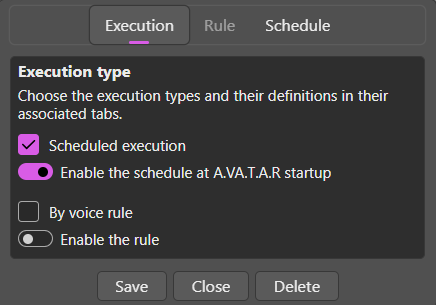 Execution Rule Schedule
Execution type
Choose the execution types and their definitions in their
associated tabs.
Scheduled execution
Enable the schedule at A.VA.T.A.R startup
By voice rule
Enable the rule
Save Close Delete